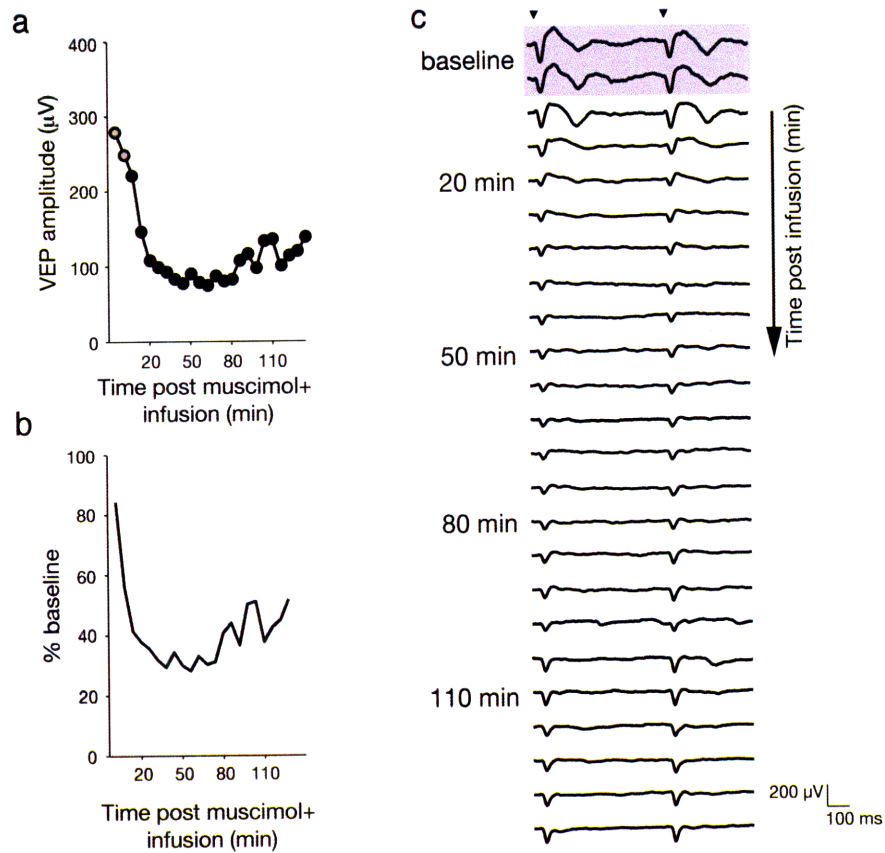 a
400
300
200
100
0
VEP amplitude (µV)
20 50 80 110
Time post muscimol+
infusion (min)
b
100
80
60
40
20
0
% baseline
20 50 80 110
Time post muscimol+
infusion (min)
c
baseline
20 min
50 min
80 min
110 min
Time post infusion (min)
200 µV
100 ms